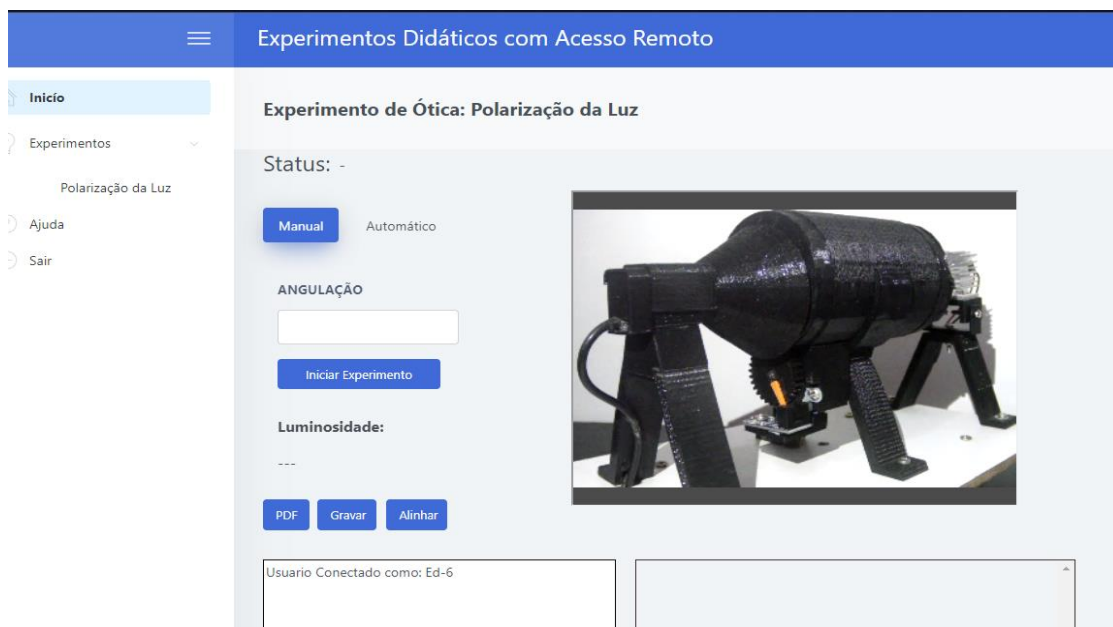 Experimentos Didáticos com Acesso Remoto
Inicío
Experimentos
Polarização da Luz
Ajuda
Sair
Experimento de Ótica: Polarização da Luz
Status: -
Manual
Automático
ANGULAÇÃO
Iniciar Experimento
Luminosidade:
---
PDF
Gravar
Alinhar
Usuario Conectado como: Ed-6